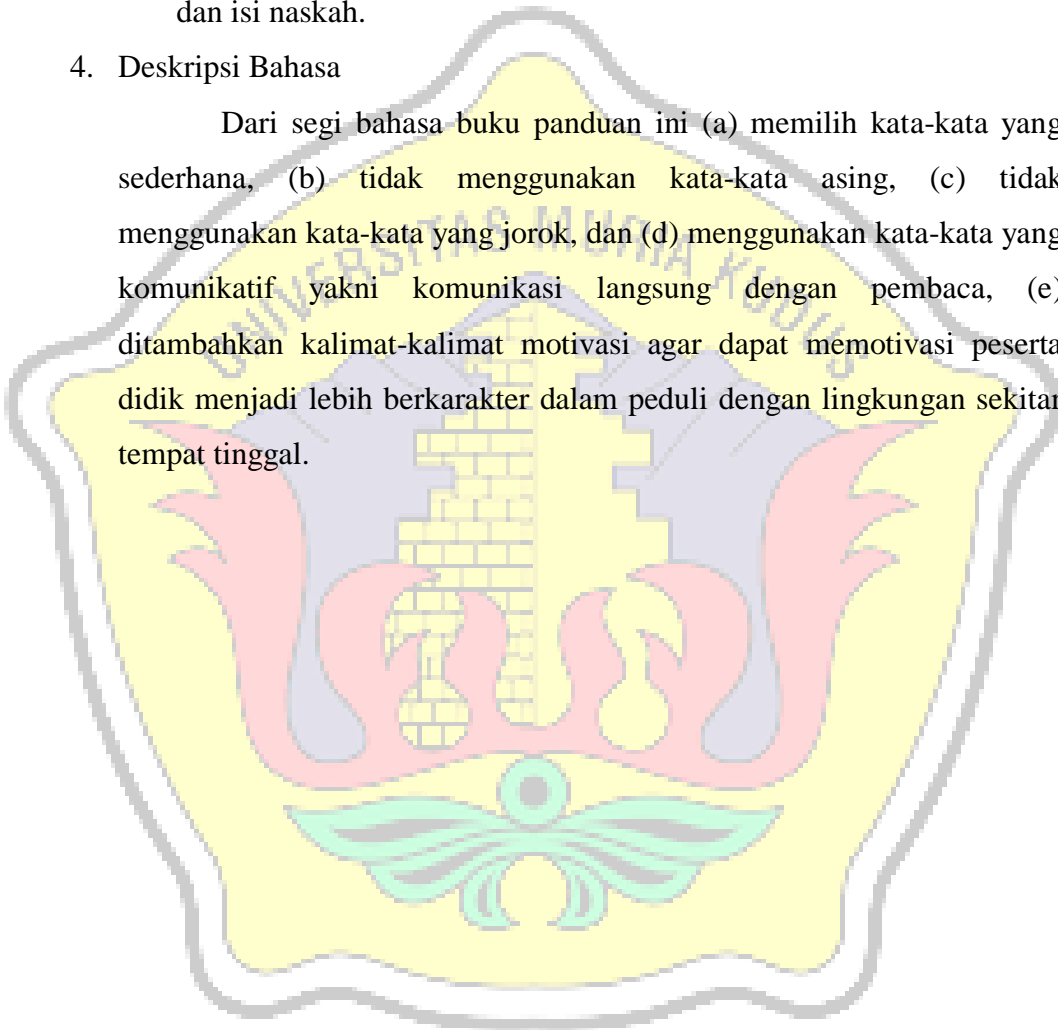 dan isi naskah.
4. Deskripsi Bahasa
Dari segi bahasa buku panduan ini (a) memilih kata-kata yang
sederhana, (b) tidak menggunakan kata-kata asing, (c) tidak
menggunakan kata-kata yang jorok, dan (d) menggunakan kata-kata yang
komunikatif yakni komunikasi langsung dengan pembaca, (e)
ditambahkan kalimat-kalimat motivasi agar dapat memotivasi peserta
didik menjadi lebih berkarakter dalam peduli dengan lingkungan sekitar
tempat tinggal.
UNIVERSITAS MURIA KUDUS